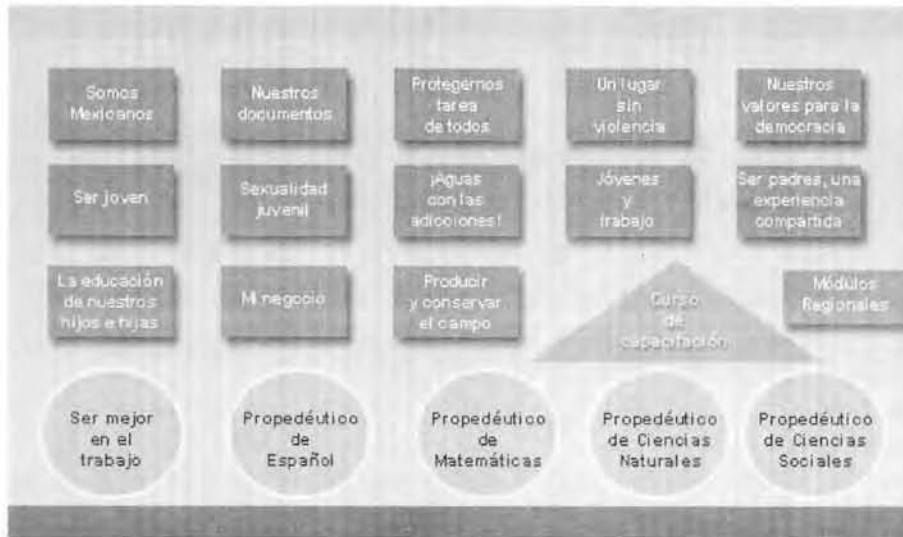 Somos
Mexicanos
Nuestros
documentos
Protegernos
tarea
de todos
Un lugar
sin
violencia
Nuestros
valores para la
democracia
Ser joven
Sexualidad
juvenil
¡Aguas
con las
adicciones!
Jóvenes
y
trabajo
Ser padres, una
experiencia
compartida
La educación
de nuestros
hijos e hijas
Mi negocio
Producir
y conservar
el campo
Curso
de
capacitación
Módulos
Regionales
Ser mejor
en el
trabajo
Propedéutico
de
Español
Propedéutico
de
Matemáticas
Propedéutico
de Ciencias
Naturales
Propedéutico
de Ciencias
Sociales